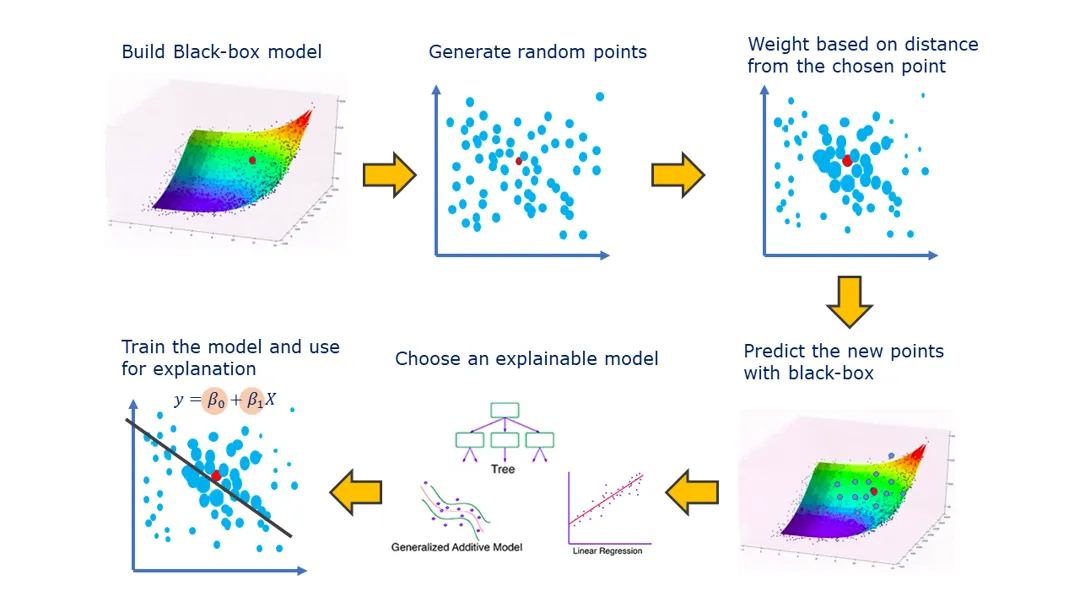 Build Black-box model
Generate random points
Weight based on distance
from the chosen point
Predict the new points
with black-box
Choose an explainable model
Tree
Generalized Additive Model
Linear Regression
Train the model and use
for explanation
y = β₀ + β₁X